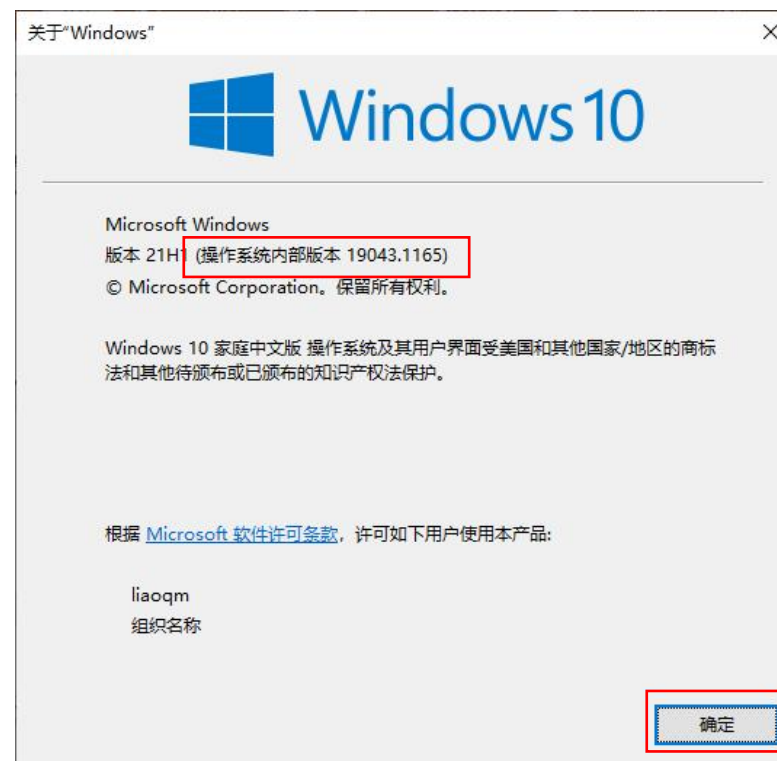 关于“Windows”
Windows 10
Microsoft Windows
版本 21H1 (操作系统内部版本 19043.1165)
© Microsoft Corporation。保留所有权利。
Windows 10 家庭中文版 操作系统及其用户界面受美国和其他国家/地区的商标
法和其他待颁布或已颁布的知识产权法保护。
根据 Microsoft 软件许可条款，许可如下用户使用本产品:
liaoqm
组织名称
确定